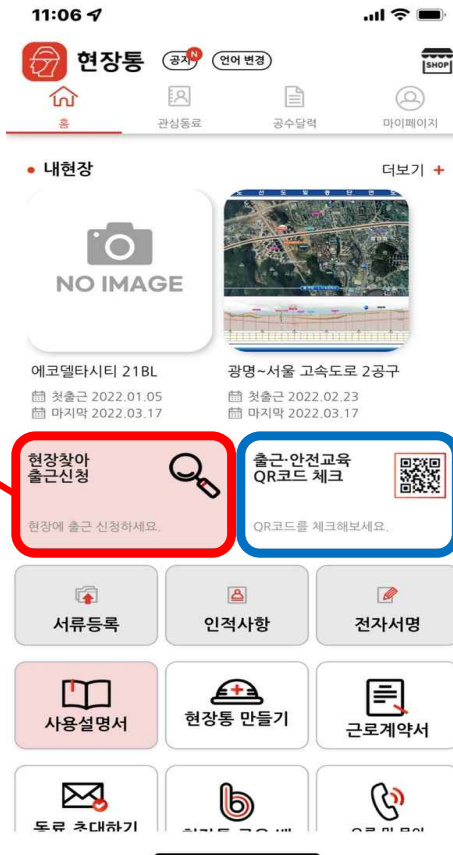 11:06
현장통 공지 N 언어 변경 SHOP
홈 관심동료 공수달력 마이페이지
내현장 더보기 +
NO IMAGE
에코델타시티 21BL 광명~서울 고속도로 2공구
첫출근 2022.01.05 첫출근 2022.02.23
마지막 2022.03.17 마지막 2022.03.17
현장찾아 출근·안전교육
출근신청 QR코드 체크
현장에 출근 신청하세요. QR코드를 체크해보세요.
서류등록 인적사항 전자서명
사용설명서 현장통 만들기 근로계약서
동료 초대하기